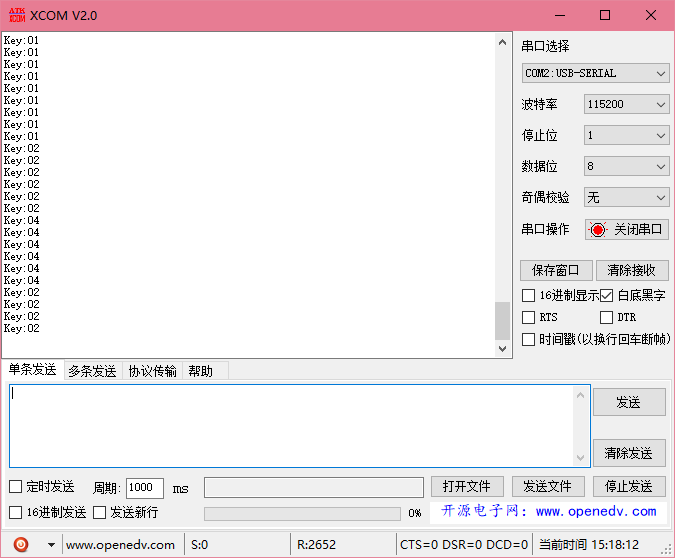 ATK
XCOM
XCOM V2.0
Key:01
Key:01
Key:01
Key:01
Key:01
Key:01
Key:01
Key:01
Key:01
Key:02
Key:02
Key:02
Key:02
Key:02
Key:02
Key:04
Key:04
Key:04
Key:04
Key:04
Key:04
Key:02
Key:02
Key:02
Key:02
串口选择
COM2:USB-SERIAL
波特率 115200
停止位 1
数据位 8
奇偶校验 无
串口操作 关闭串口
保存窗口 清除接收
16进制显示 白底黑字
RTS DTR
时间戳(以换行回车断帧)
单条发送 多条发送 协议传输 帮助
发送
清除发送
定时发送 周期: 1000 ms 打开文件 发送文件 停止发送
16进制发送 发送新行 0% 开源电子网：www.openedv.com
www.openedv.com S:0 R:2652 CTS=0 DSR=0 DCD=0 当前时间 15:18:12